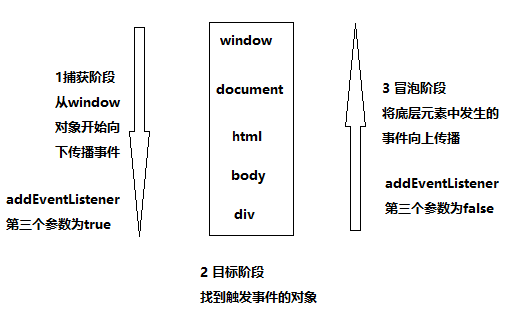 1捕获阶段
从window
对象开始向
下传播事件
addEventListener
第三个参数为true
window
document
html
body
div
2 目标阶段
找到触发事件的对象
3 冒泡阶段
将底层元素中发生的
事件向上传播
addEventListener
第三个参数为false